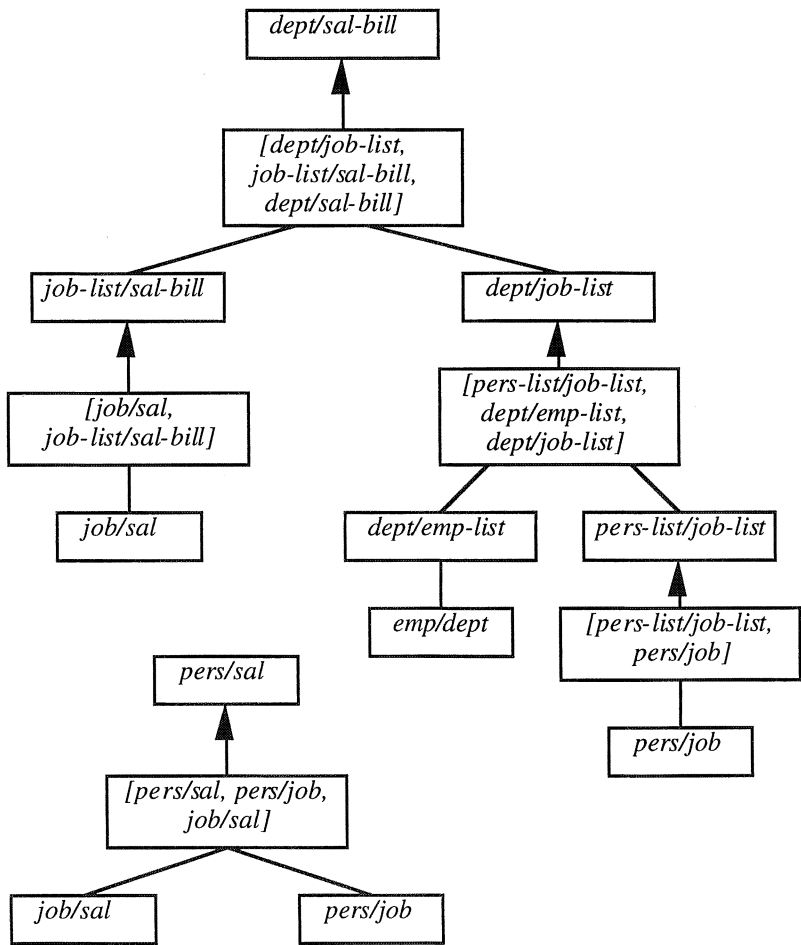 dept/sal-bill
[dept/job-list,
job-list/sal-bill,
dept/sal-bill]
job-list/sal-bill
dept/job-list
[job/sal,
job-list/sal-bill]
[pers-list/job-list,
dept/emp-list,
dept/job-list]
job/sal
dept/emp-list
pers-list/job-list
emp/dept
[pers-list/job-list,
pers/job]
pers/sal
pers/job
[pers/sal, pers/job,
job/sal]
job/sal
pers/job